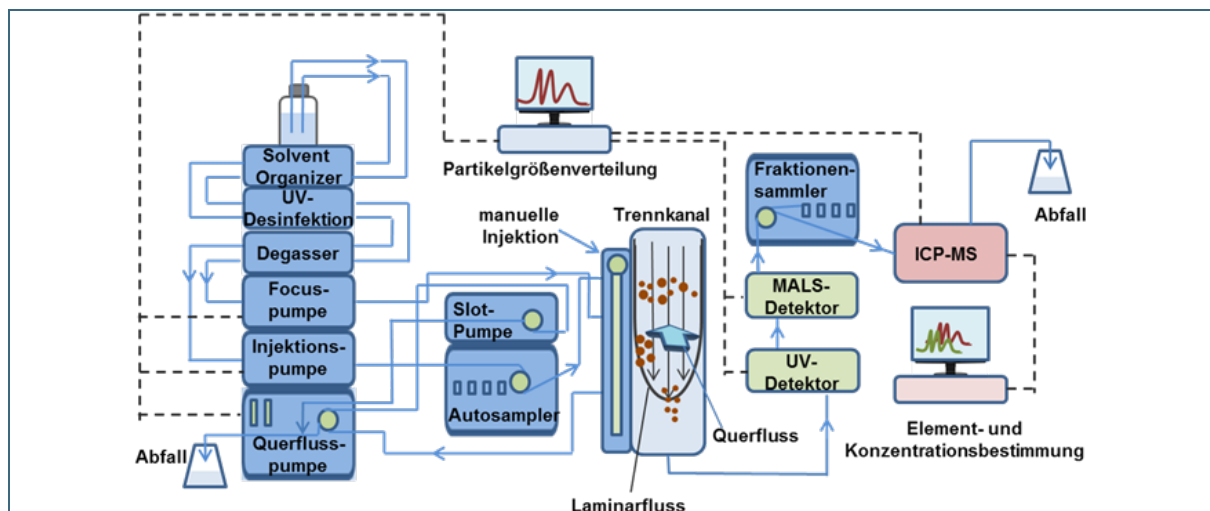 Solvent
Organizer
UV-
Desinfektion
Degasser
Focus-
pumpe
Injektions-
pumpe
Querfluss-
pumpe
Abfall
Partikelgrößenverteilung
manuelle
Injektion
Trennkanal
Slot-
Pumpe
Autosampler
Laminarfluss
Querfluss
Fraktionen-
sammler
MALS-
Detektor
UV-
Detektor
ICP-MS
Abfall
Element- und
Konzentrationsbestimmung